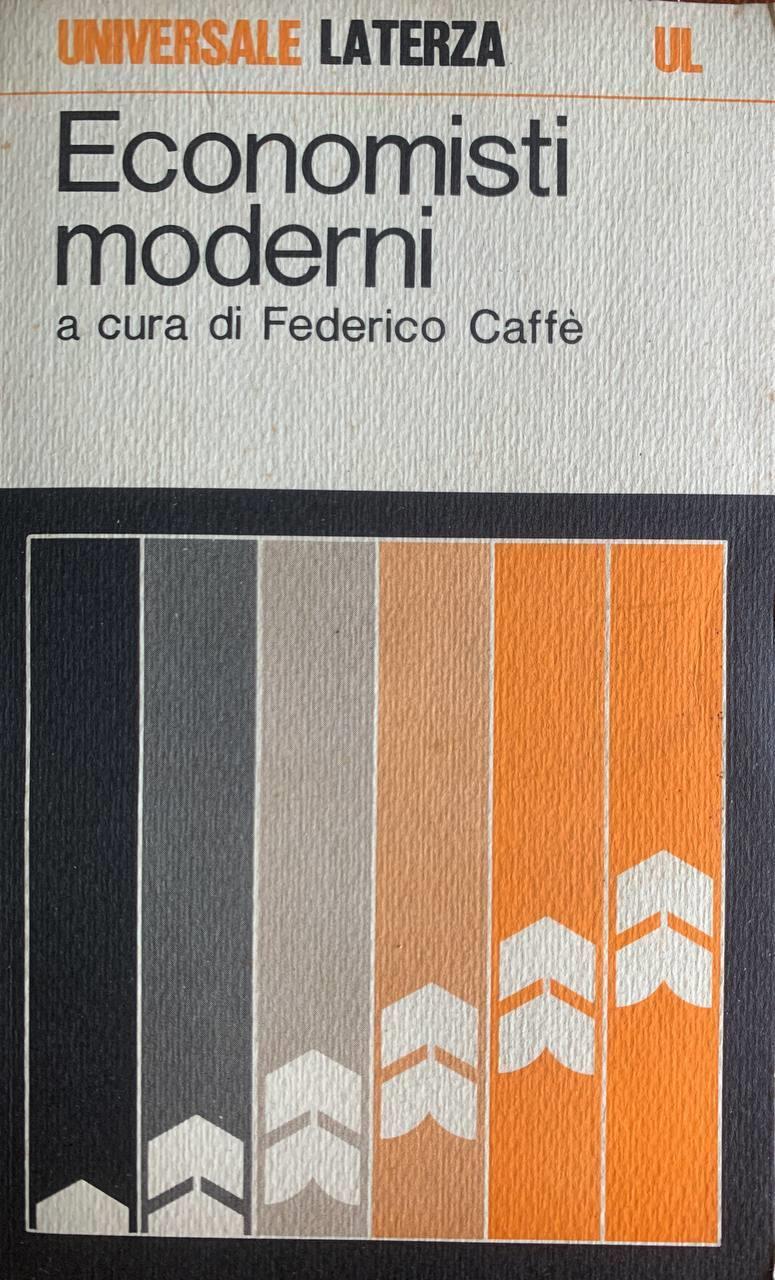 UNIVERSALE LATERZA UL
Economisti
moderni
a cura di Federico Caffè